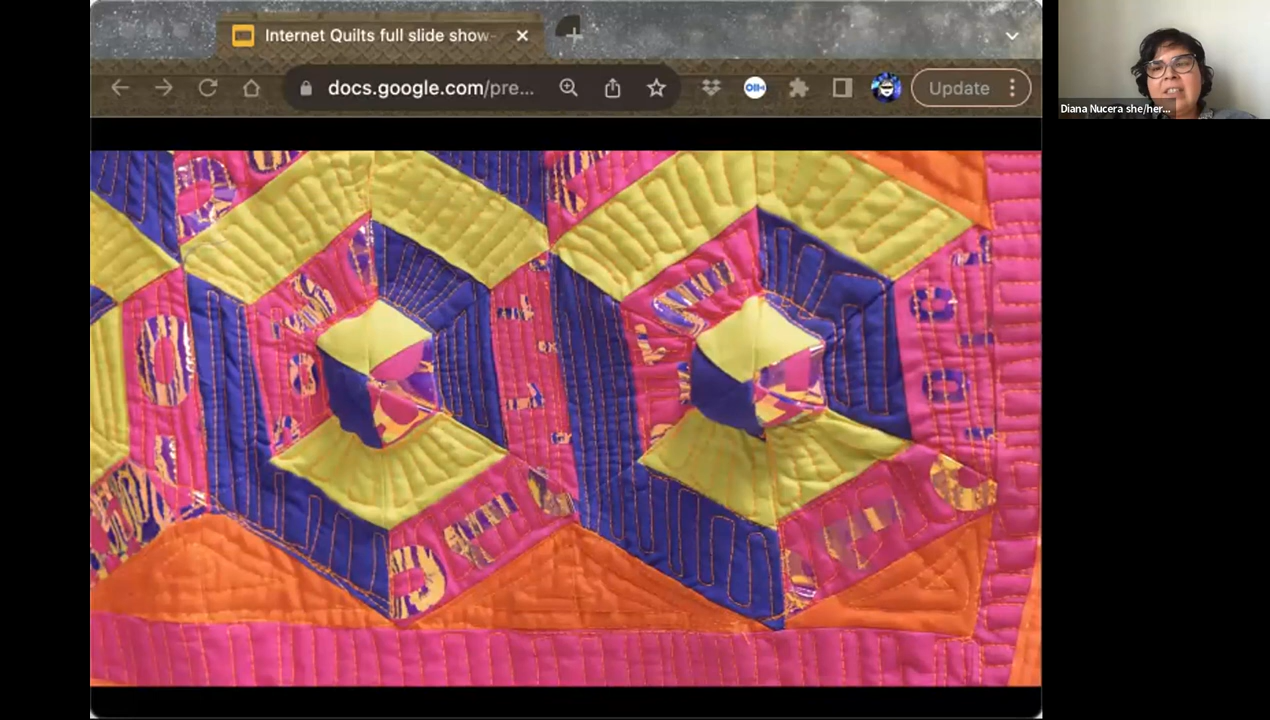 Internet Quilts full slide show-
docs.google.com/pre...
Update
Diana Nucera she/her...